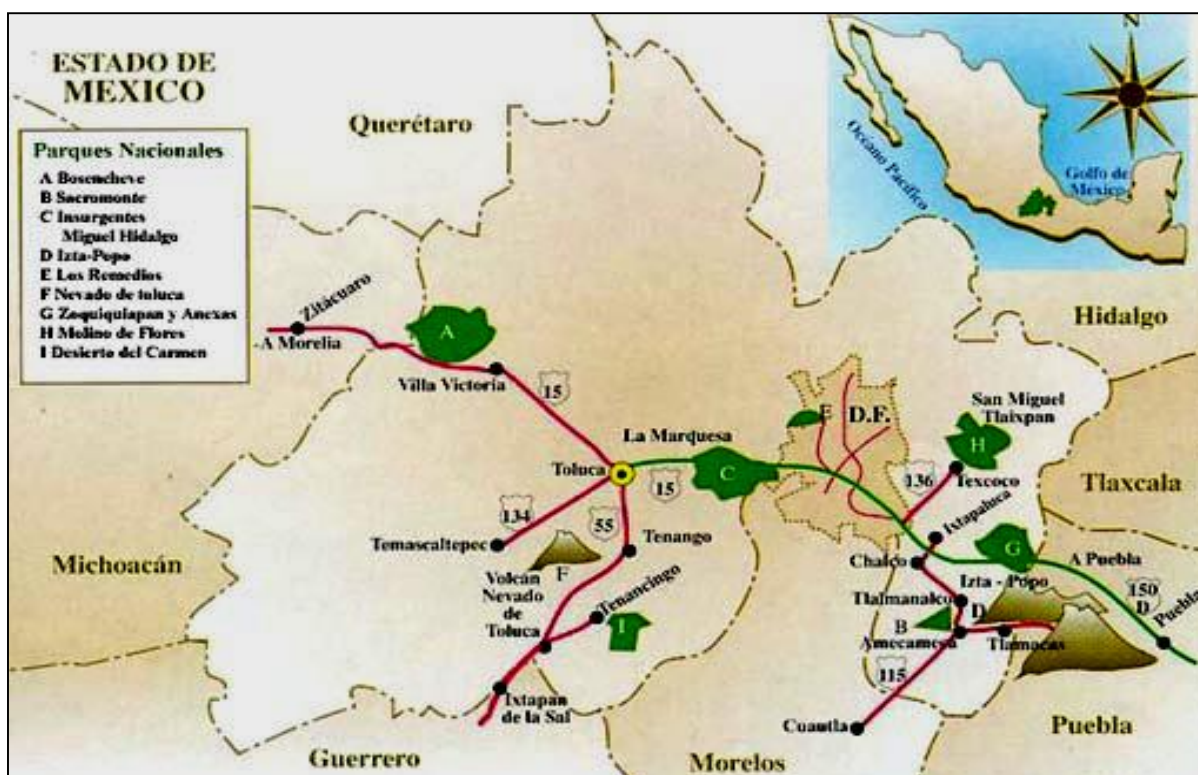 ESTADO DE
MEXICO
Parques Nacionales
A Bosencheve
B Sacromonte
C Insurgentes
Miguel Hidalgo
D Izta-Popo
E Los Remedios
F Nevado de toluca
G Zoquiquiapan y Anexas
H Molino de Flores
I Desierto del Carmen
N
Océano Pacífico
Golfo de
Mexico
Querétaro
Hidalgo
Tlaxcala
Michoacán
Guerrero
Morelos
Puebla
Zitácuaro
-A Morelia
A
Villa Victoria
15
La Marquesa
Toluca
15
C
E
D.F.
San Miguel
Tlaixpan
H
136
Texcoco
134
55
Temascaltepec
Tenango
F
Volcán
Nevado
de
Toluca
Tenancingo
I
Ixtapan
de la Sal
Ixtapaluca
Chalco
G
A Puebla
Izta - Popo
150
D
Puebla
Tlalmanalco
D
B
Amecameca
Tlamacas
115
Cuautla